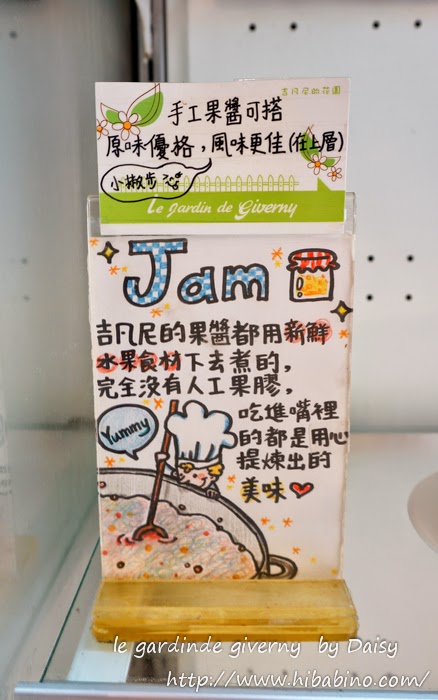 吉凡尼的花園
手工果醬可搭
原味優格，風味更佳(在上層)
小撇步
Le Jardin de Giverny
Jam
吉凡尼的果醬都用新鮮
水果食材下去煮的，
完全沒有人工果膠，
吃進嘴裡
的都是用心
提煉出的
美味
Yummy
le gardinde giverny by Daisy
http://www.hibabino.com/